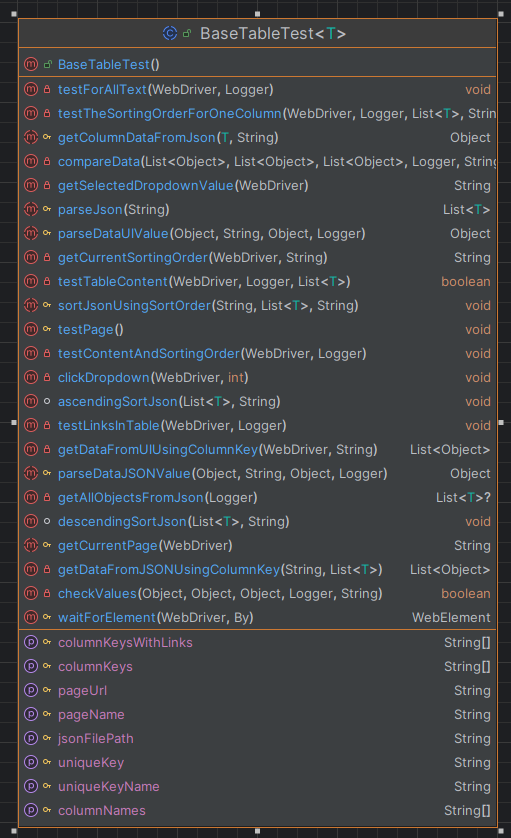 BaseTableTest<T>
BaseTableTest()
testForAllText(WebDriver, Logger) void
testTheSortingOrderForOneColumn(WebDriver, Logger, List<T>, Strin
getColumnDataFromJson(T, String) Object
compareData(List<Object>, List<Object>, List<Object>, Logger, String
getSelectedDropdownValue(WebDriver) String
parseJson(String) List<T>
parseDataUIValue(Object, String, Object, Logger) Object
getCurrentSortingOrder(WebDriver, String) String
testTableContent(WebDriver, Logger, List<T>) boolean
sortJsonUsingSortOrder(String, List<T>, String) void
testPage() void
testContentAndSortingOrder(WebDriver, Logger) void
clickDropdown(WebDriver, int) void
ascendingSortJson(List<T>, String) void
testLinksInTable(WebDriver, Logger) void
getDataFromUIUsingColumnKey(WebDriver, String) List<Object>
parseDataJSONValue(Object, String, Object, Logger) Object
getAllObjectsFromJson(Logger) List<T>?
descendingSortJson(List<T>, String) void
getCurrentPage(WebDriver) String
getDataFromJSONUsingColumnKey(String, List<T>) List<Object>
checkValues(Object, Object, Object, Logger, String) boolean
waitForElement(WebDriver, By) WebElement
columnKeysWithLinks String[]
columnKeys String[]
pageUrl String
pageName String
jsonFilePath String
uniqueKey String
uniqueKeyName String
columnNames String[]